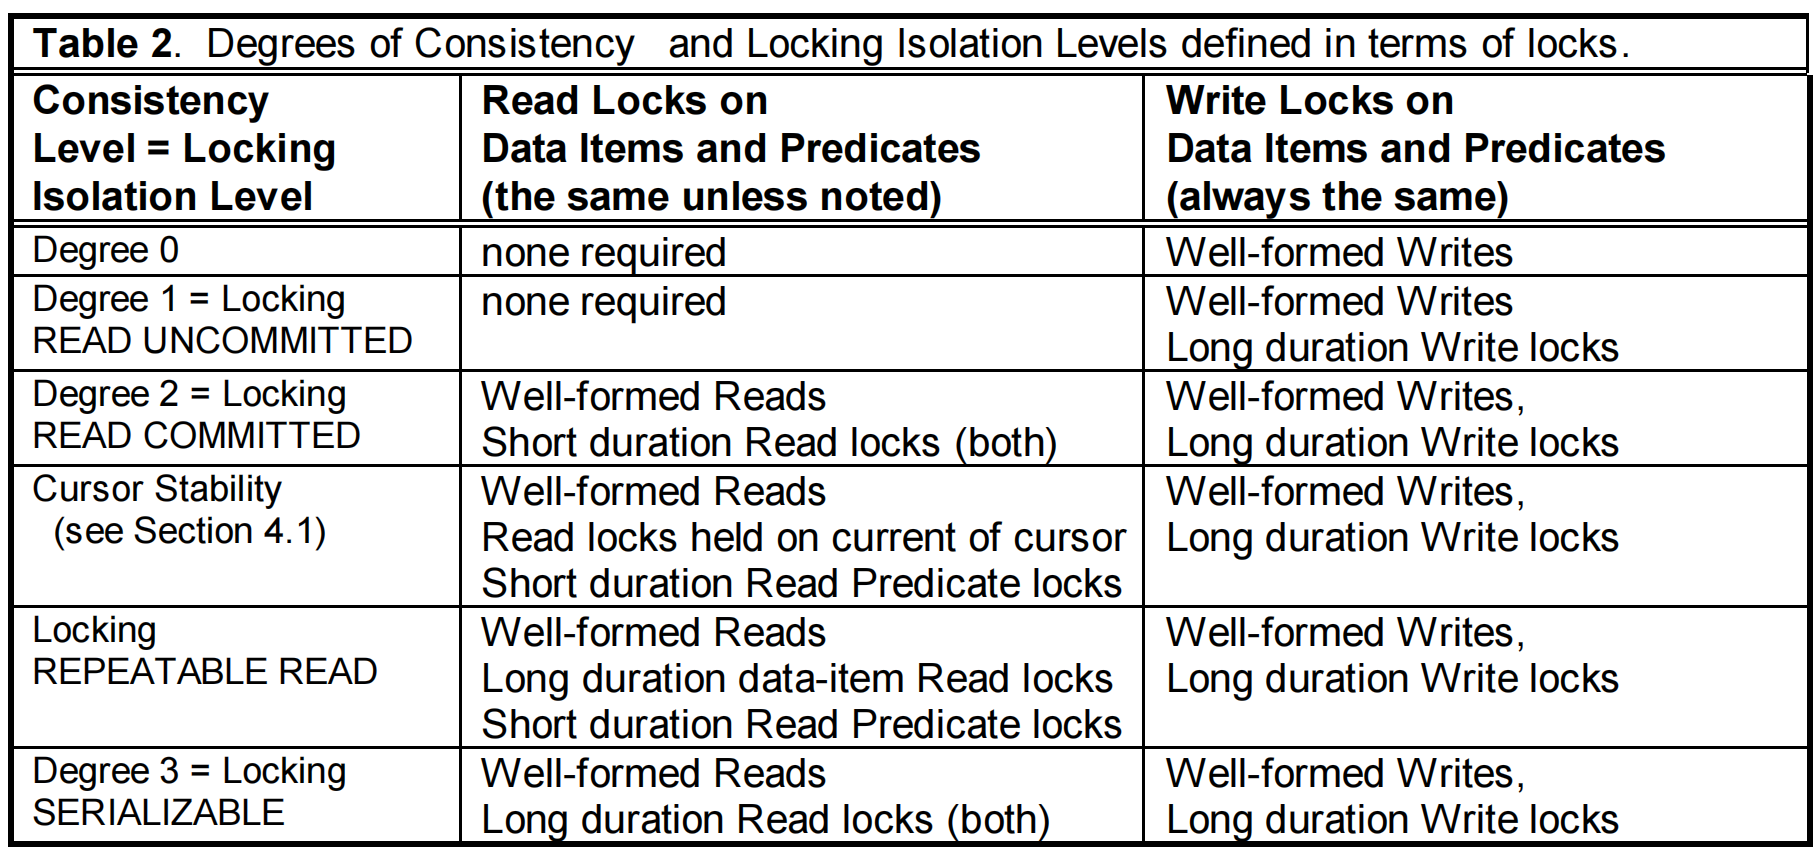 Table 2. Degrees of Consistency and Locking Isolation Levels defined in terms of locks.
Consistency
Level = Locking
Isolation Level
Read Locks on
Data Items and Predicates
(the same unless noted)
Write Locks on
Data Items and Predicates
(always the same)
Degree 0
none required
Well-formed Writes
Degree 1 = Locking
READ UNCOMMITTED
none required
Well-formed Writes
Long duration Write locks
Degree 2 = Locking
READ COMMITTED
Well-formed Reads
Short duration Read locks (both)
Well-formed Writes,
Long duration Write locks
Cursor Stability
(see Section 4.1)
Well-formed Reads
Read locks held on current of cursor
Short duration Read Predicate locks
Well-formed Writes,
Long duration Write locks
Locking
REPEATABLE READ
Well-formed Reads
Long duration data-item Read locks
Short duration Read Predicate locks
Well-formed Writes,
Long duration Write locks
Degree 3 = Locking
SERIALIZABLE
Well-formed Reads
Long duration Read locks (both)
Well-formed Writes,
Long duration Write locks